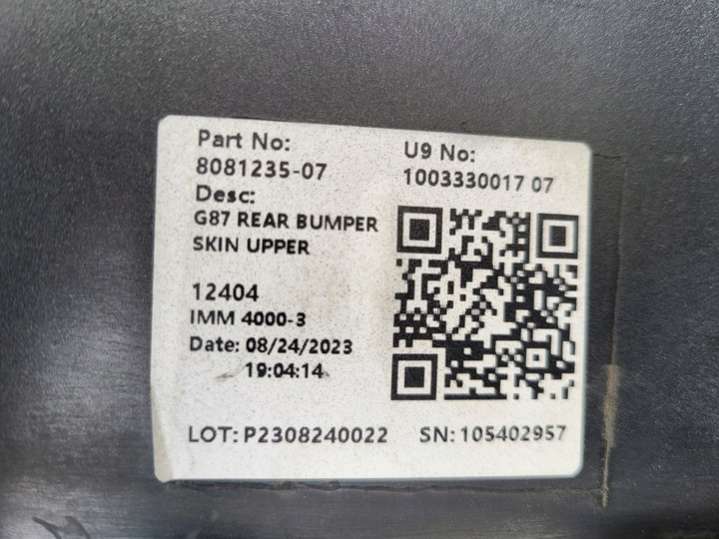 Part No:
8081235-07
Desc:
G87 REAR BUMPER
SKIN UPPER
12404
IMM 4000-3
Date: 08/24/2023
19:04:14
U9 No:
1003330017 07
LOT: P2308240022 SN: 105402957